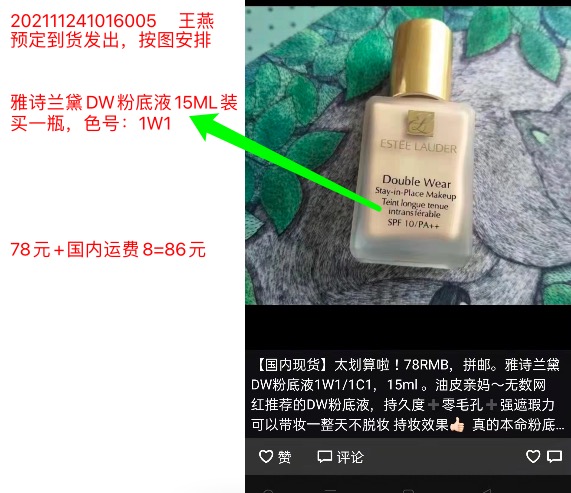 202111241016005 王燕
预定到货发出，按图安排
雅诗兰黛DW粉底液15ML装
买一瓶，色号：1W1
78元+国内运费8=86元
ESTĒE LAUDER
Double Wear
Stay-in-Place Makeup
Teint longue tenue
intransférable
SPF 10/PA++
【国内现货】太划算啦！78RMB，拼邮。雅诗兰黛
DW粉底液1W1/1C1，15ml 。油皮亲妈～无数网
红推荐的DW粉底液，持久度➕零毛孔➕强遮瑕力
可以带妆一整天不脱妆 持妆效果👍🏻 真的本命粉底...
赞 评论